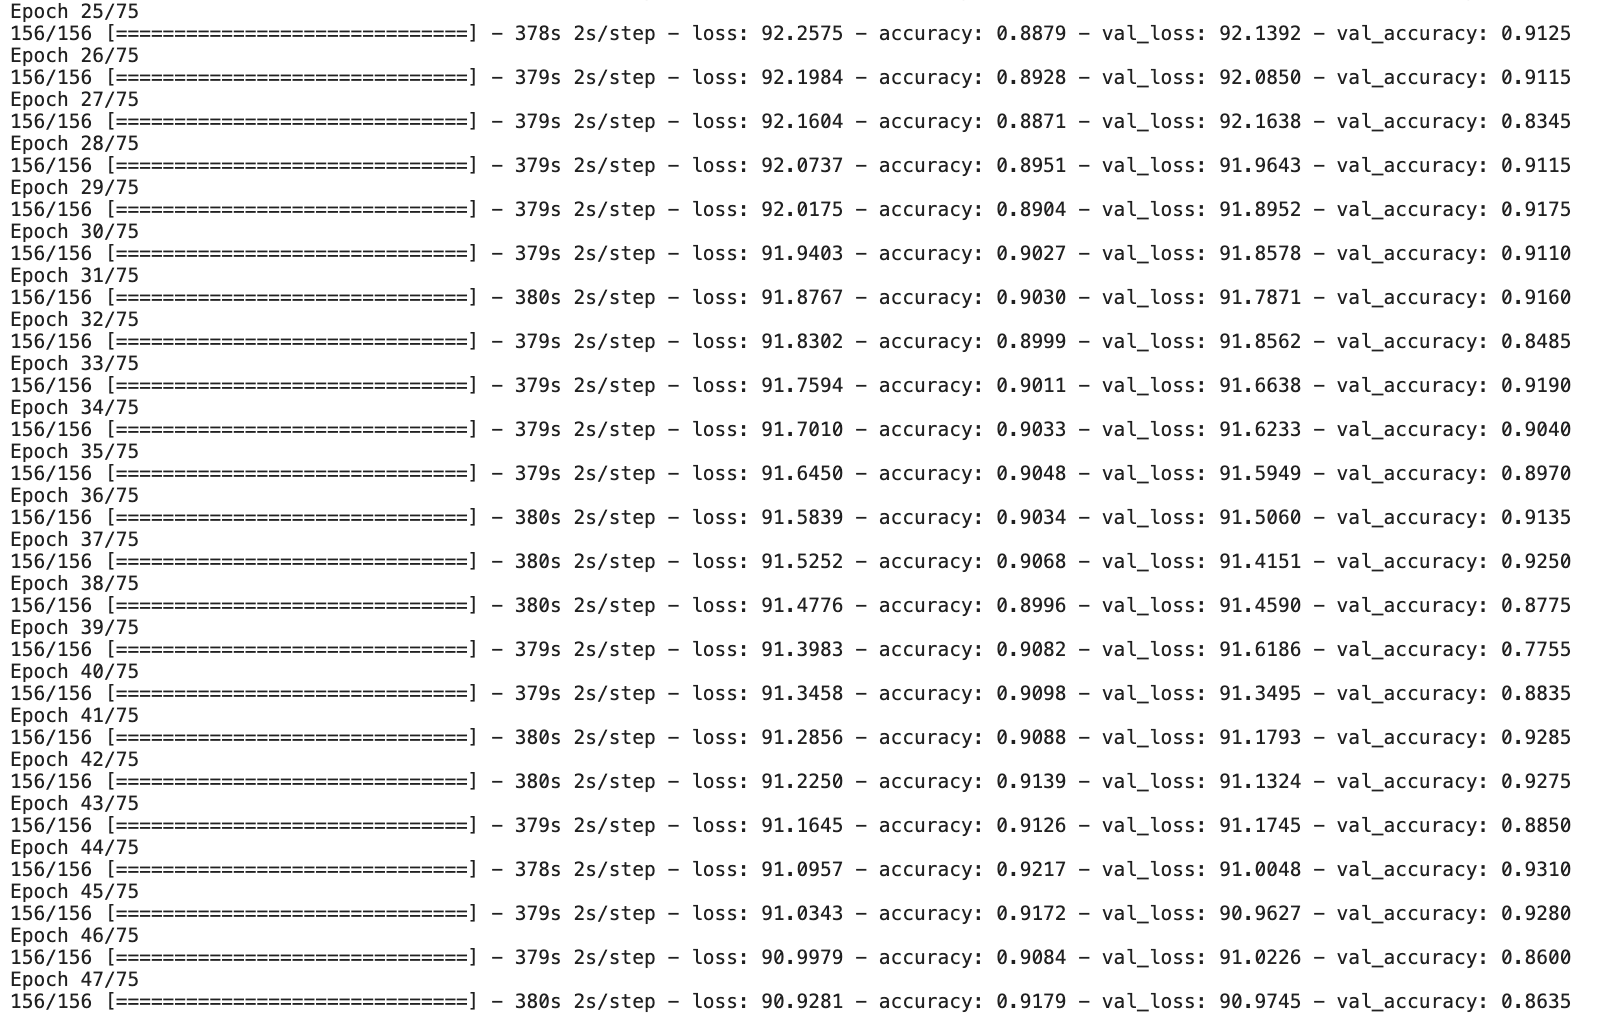 Epoch 25/75
156/156 [==============================] - 378s 2s/step - loss: 92.2575 - accuracy: 0.8879 - val_loss: 92.1392 - val_accuracy: 0.9125
Epoch 26/75
156/156 [==============================] - 379s 2s/step - loss: 92.1984 - accuracy: 0.8928 - val_loss: 92.0850 - val_accuracy: 0.9115
Epoch 27/75
156/156 [==============================] - 379s 2s/step - loss: 92.1604 - accuracy: 0.8871 - val_loss: 92.1638 - val_accuracy: 0.8345
Epoch 28/75
156/156 [==============================] - 379s 2s/step - loss: 92.0737 - accuracy: 0.8951 - val_loss: 91.9643 - val_accuracy: 0.9115
Epoch 29/75
156/156 [==============================] - 379s 2s/step - loss: 92.0175 - accuracy: 0.8904 - val_loss: 91.8952 - val_accuracy: 0.9175
Epoch 30/75
156/156 [==============================] - 379s 2s/step - loss: 91.9403 - accuracy: 0.9027 - val_loss: 91.8578 - val_accuracy: 0.9110
Epoch 31/75
156/156 [==============================] - 380s 2s/step - loss: 91.8767 - accuracy: 0.9030 - val_loss: 91.7871 - val_accuracy: 0.9160
Epoch 32/75
156/156 [==============================] - 379s 2s/step - loss: 91.8302 - accuracy: 0.8999 - val_loss: 91.8562 - val_accuracy: 0.8485
Epoch 33/75
156/156 [==============================] - 379s 2s/step - loss: 91.7594 - accuracy: 0.9011 - val_loss: 91.6638 - val_accuracy: 0.9190
Epoch 34/75
156/156 [==============================] - 379s 2s/step - loss: 91.7010 - accuracy: 0.9033 - val_loss: 91.6233 - val_accuracy: 0.9040
Epoch 35/75
156/156 [==============================] - 379s 2s/step - loss: 91.6450 - accuracy: 0.9048 - val_loss: 91.5949 - val_accuracy: 0.8970
Epoch 36/75
156/156 [==============================] - 380s 2s/step - loss: 91.5839 - accuracy: 0.9034 - val_loss: 91.5060 - val_accuracy: 0.9135
Epoch 37/75
156/156 [==============================] - 380s 2s/step - loss: 91.5252 - accuracy: 0.9068 - val_loss: 91.4151 - val_accuracy: 0.9250
Epoch 38/75
156/156 [==============================] - 380s 2s/step - loss: 91.4776 - accuracy: 0.8996 - val_loss: 91.4590 - val_accuracy: 0.8775
Epoch 39/75
156/156 [==============================] - 379s 2s/step - loss: 91.3983 - accuracy: 0.9082 - val_loss: 91.6186 - val_accuracy: 0.7755
Epoch 40/75
156/156 [==============================] - 379s 2s/step - loss: 91.3458 - accuracy: 0.9098 - val_loss: 91.3495 - val_accuracy: 0.8835
Epoch 41/75
156/156 [==============================] - 380s 2s/step - loss: 91.2856 - accuracy: 0.9088 - val_loss: 91.1793 - val_accuracy: 0.9285
Epoch 42/75
156/156 [==============================] - 380s 2s/step - loss: 91.2250 - accuracy: 0.9139 - val_loss: 91.1324 - val_accuracy: 0.9275
Epoch 43/75
156/156 [==============================] - 379s 2s/step - loss: 91.1645 - accuracy: 0.9126 - val_loss: 91.1745 - val_accuracy: 0.8850
Epoch 44/75
156/156 [==============================] - 378s 2s/step - loss: 91.0957 - accuracy: 0.9217 - val_loss: 91.0048 - val_accuracy: 0.9310
Epoch 45/75
156/156 [==============================] - 379s 2s/step - loss: 91.0343 - accuracy: 0.9172 - val_loss: 90.9627 - val_accuracy: 0.9280
Epoch 46/75
156/156 [==============================] - 379s 2s/step - loss: 90.9979 - accuracy: 0.9084 - val_loss: 91.0226 - val_accuracy: 0.8600
Epoch 47/75
156/156 [==============================] - 380s 2s/step - loss: 90.9281 - accuracy: 0.9179 - val_loss: 90.9745 - val_accuracy: 0.8635